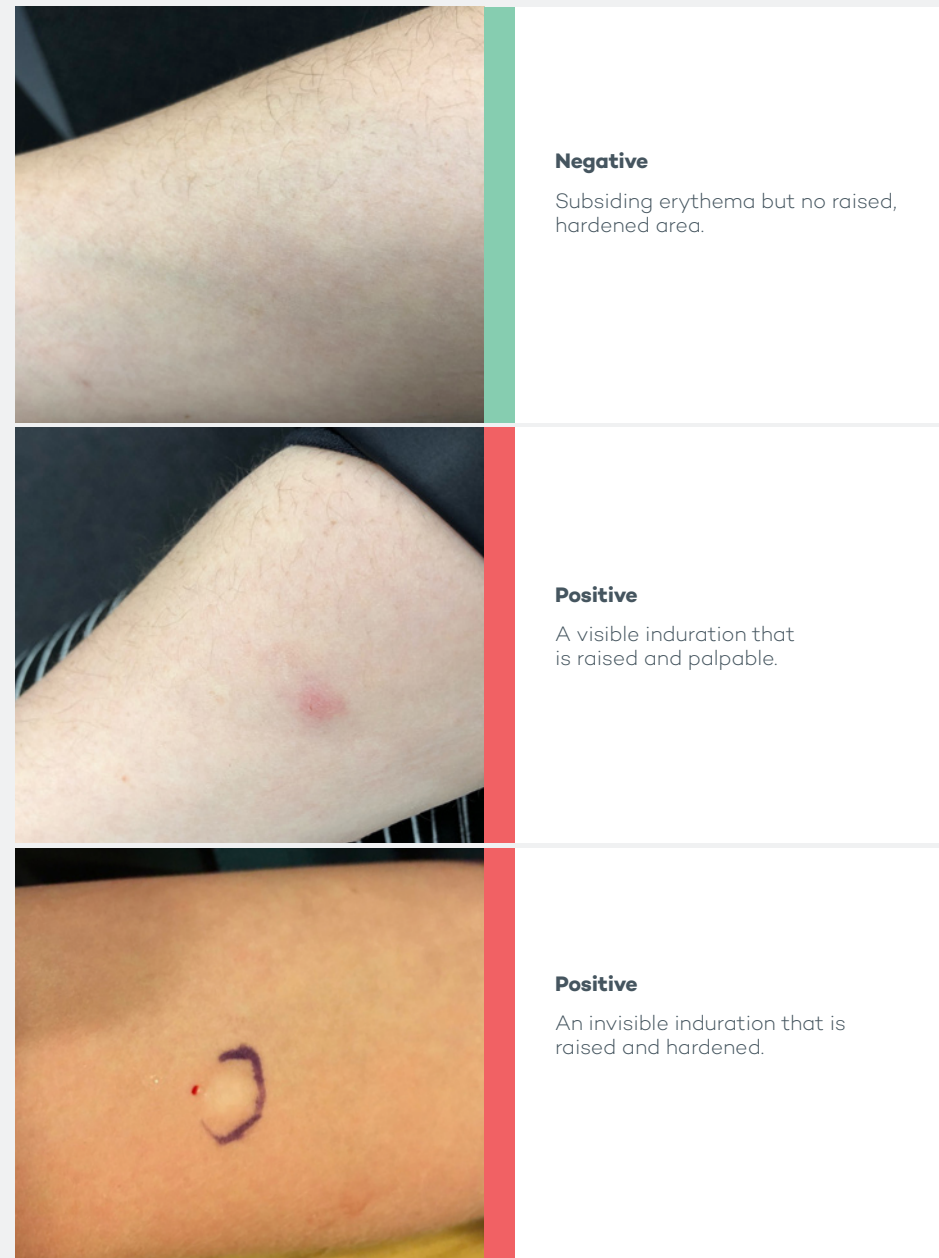 Negative
Subsiding erythema but no raised,
hardened area.
Positive
A visible induration that
is raised and palpable.
Positive
An invisible induration that is
raised and hardened.